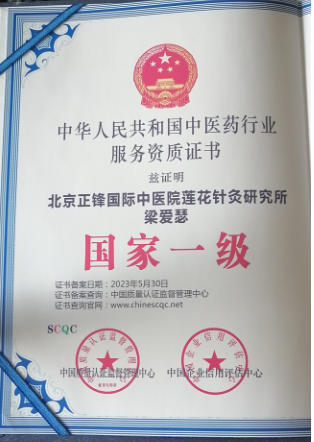 中华人民共和国中医药行业
服务资质证书
兹证明
北京正锋国际中医院莲花针灸研究所
梁爱瑟
国家一级
证书备案日期：2023年5月30日
证书备案查询：中国质量认证监督管理中心
证书查询官网：www.chinescqc.net
SCQC
中国质量认证监督管理中心
中国企业信用评估中心